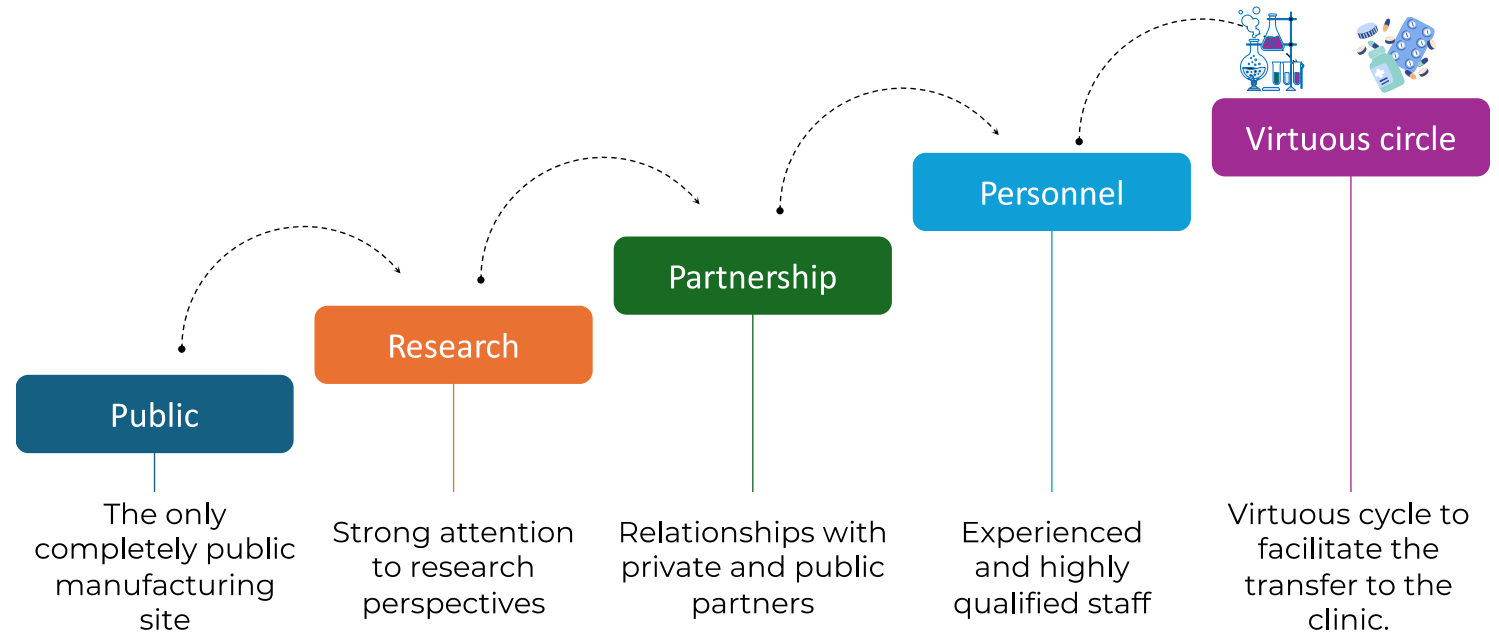 Public
The only
completely public
manufacturing
site
Research
Strong attention
to research
perspectives
Partnership
Relationships with
private and public
partners
Personnel
Experienced
and highly
qualified staff
Virtuous circle
Virtuous cycle to
facilitate the
transfer to the
clinic.